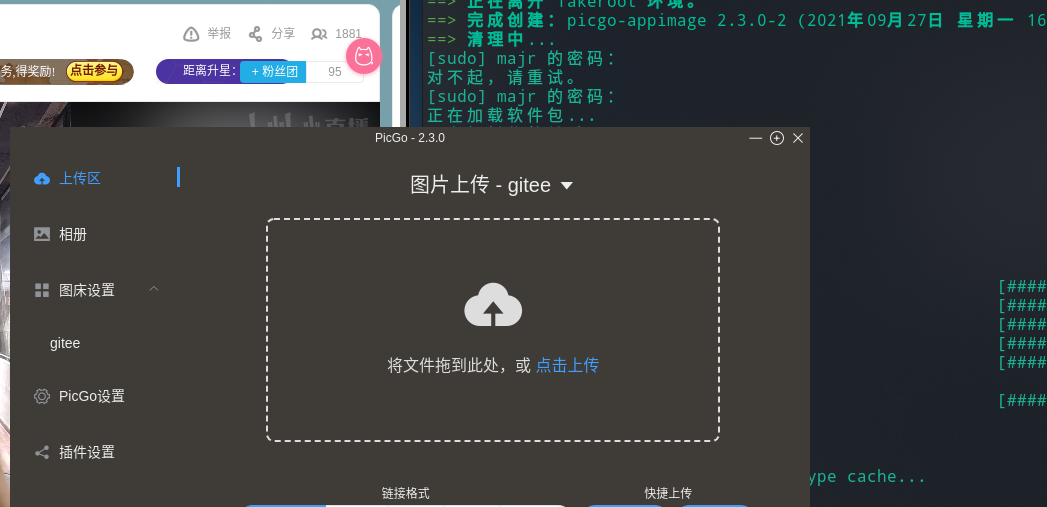 举报 分享 1881
务,得奖励! 点击参与 距离升星： + 粉丝团 95
==> 正在离开 fakeroot 环境。
==> 完成创建：picgo-appimage 2.3.0-2 (2021年09月27日 星期一 16
==> 清理中...
[sudo] majr 的密码：
对不起，请重试。
[sudo] majr 的密码：
正在加载软件包...
PicGo - 2.3.0
上传区
相册
图床设置
gitee
PicGo设置
插件设置
图片上传 - gitee
将文件拖到此处，或 点击上传
链接格式 快捷上传
[####
[####
[####
[####
[####
[####
ype cache...